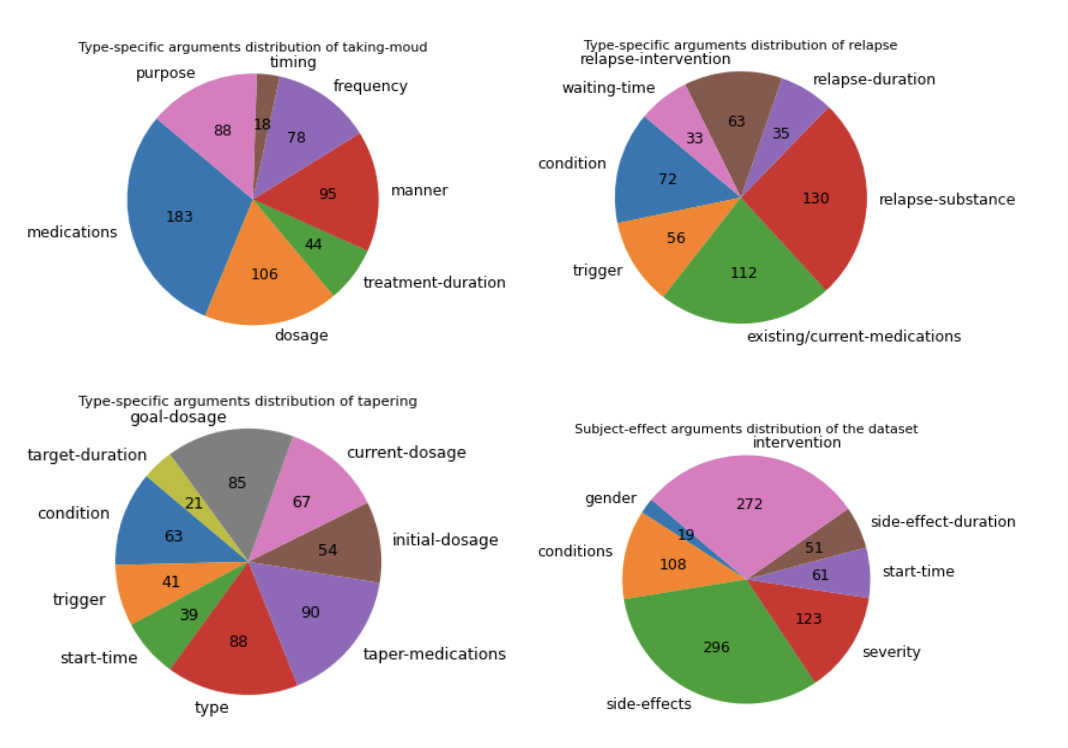 Type-specific arguments distribution of taking-moud
timing
purpose
frequency
18
88
78
manner
95
183
medications
44
106
treatment-duration
dosage
Type-specific arguments distribution of relapse
relapse-intervention
relapse-duration
waiting-time
63
35
33
condition
72
130
relapse-substance
56
trigger
112
existing/current-medications
Type-specific arguments distribution of tapering
goal-dosage
target-duration
current-dosage
85
21
67
condition
63
54
initial-dosage
41
trigger
39
90
88
start-time
taper-medications
type
Subject-effect arguments distribution of the dataset
intervention
gender
272
side-effect-duration
19
51
conditions
108
61
start-time
123
296
severity
side-effects